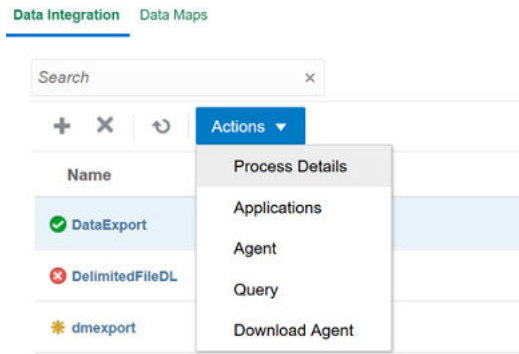 Data Integration Data Maps
Search
Actions
Name
Process Details
Applications
Agent
Query
Download Agent
DataExport
DelimitedFileDL
dmexport